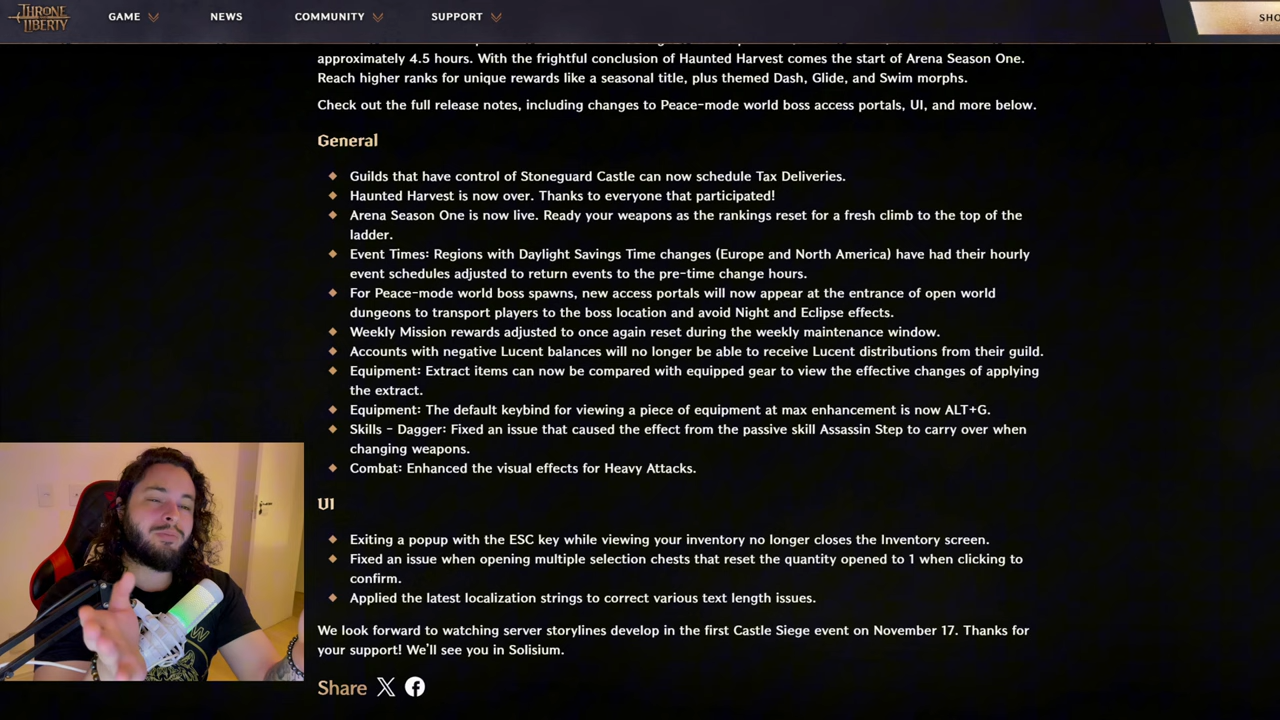 THRONE
LIBERTY
GAME
NEWS
COMMUNITY
SUPPORT
SHO
approximately 4.5 hours. With the frightful conclusion of Haunted Harvest comes the start of Arena Season One.
Reach higher ranks for unique rewards like a seasonal title, plus themed Dash, Glide, and Swim morphs.
Check out the full release notes, including changes to Peace-mode world boss access portals, UI, and more below.
General
Guilds that have control of Stoneguard Castle can now schedule Tax Deliveries.
Haunted Harvest is now over. Thanks to everyone that participated!
Arena Season One is now live. Ready your weapons as the rankings reset for a fresh climb to the top of the
ladder.
Event Times: Regions with Daylight Savings Time changes (Europe and North America) have had their hourly
event schedules adjusted to return events to the pre-time change hours.
For Peace-mode world boss spawns, new access portals will now appear at the entrance of open world
dungeons to transport players to the boss location and avoid Night and Eclipse effects.
Weekly Mission rewards adjusted to once again reset during the weekly maintenance window.
Accounts with negative Lucent balances will no longer be able to receive Lucent distributions from their guild.
Equipment: Extract items can now be compared with equipped gear to view the effective changes of applying
the extract.
Equipment: The default keybind for viewing a piece of equipment at max enhancement is now ALT+G.
Skills - Dagger: Fixed an issue that caused the effect from the passive skill Assassin Step to carry over when
changing weapons.
Combat: Enhanced the visual effects for Heavy Attacks.
UI
Exiting a popup with the ESC key while viewing your inventory no longer closes the Inventory screen.
Fixed an issue when opening multiple selection chests that reset the quantity opened to 1 when clicking to
confirm.
Applied the latest localization strings to correct various text length issues.
We look forward to watching server storylines develop in the first Castle Siege event on November 17. Thanks for
your support! We'll see you in Solisium.
Share